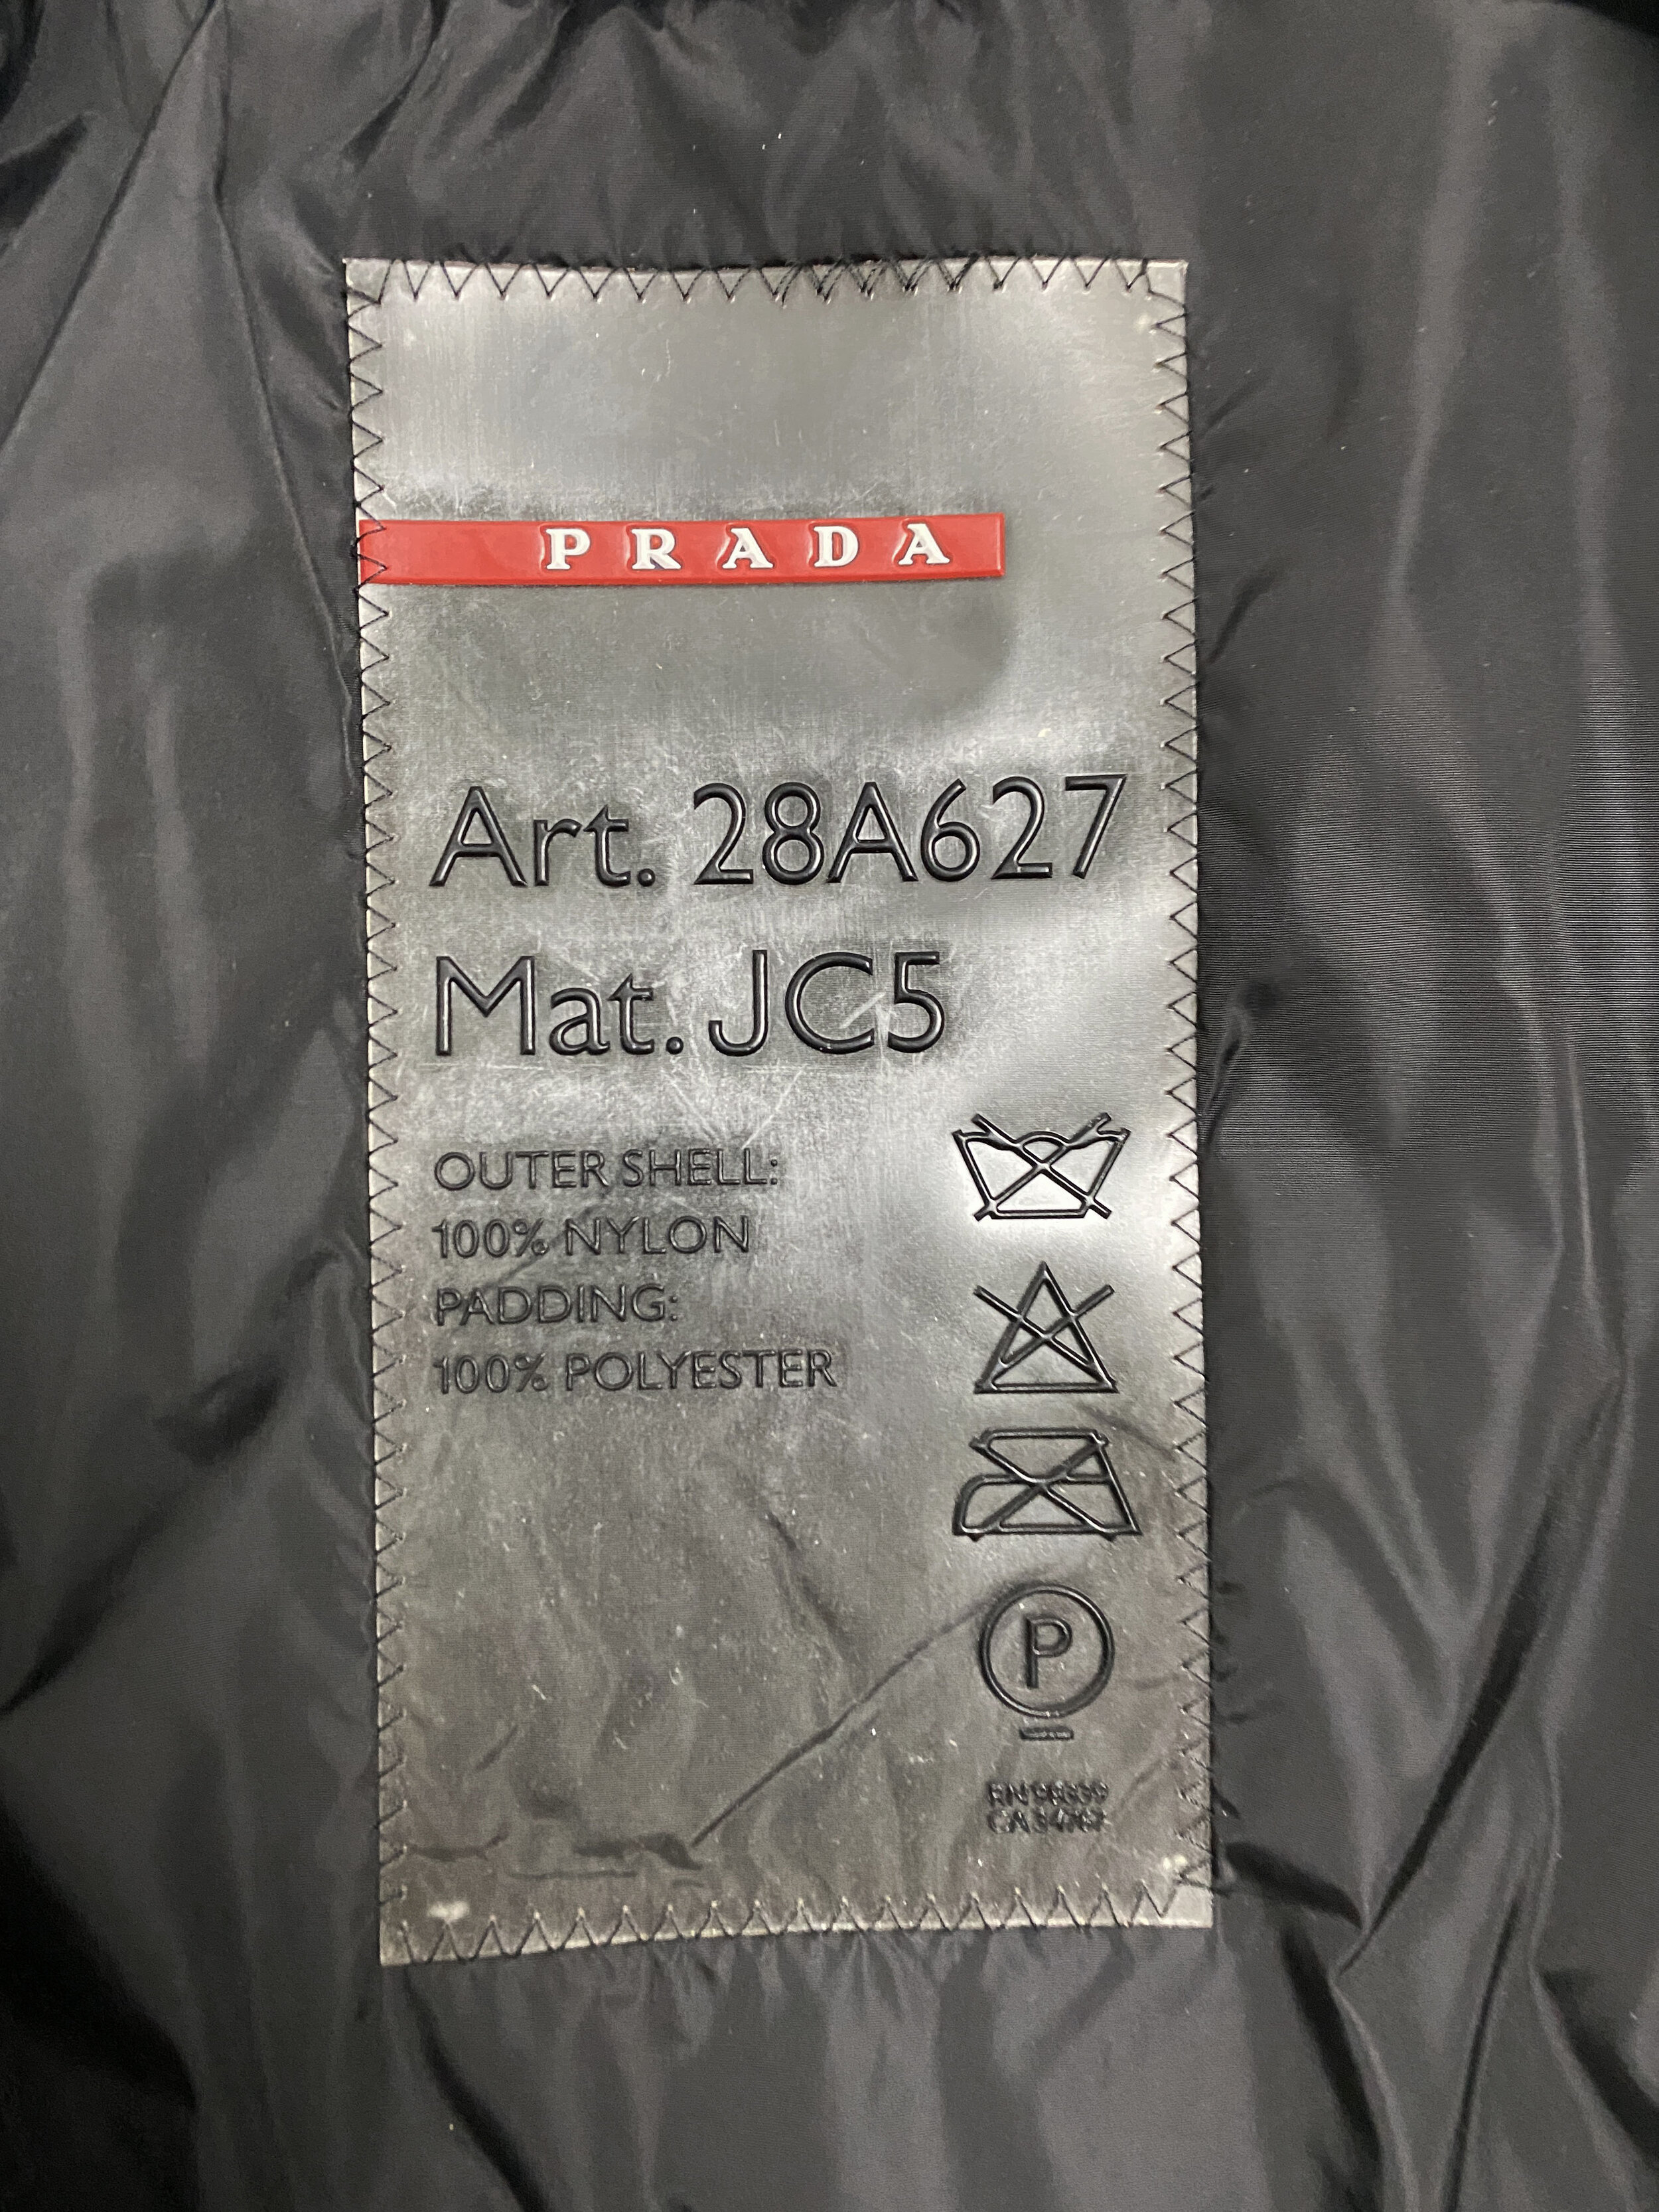 PRADA
Art. 28A627
Mat. JC5
OUTER SHELL:
100% NYLON
PADDING:
100% POLYESTER
P